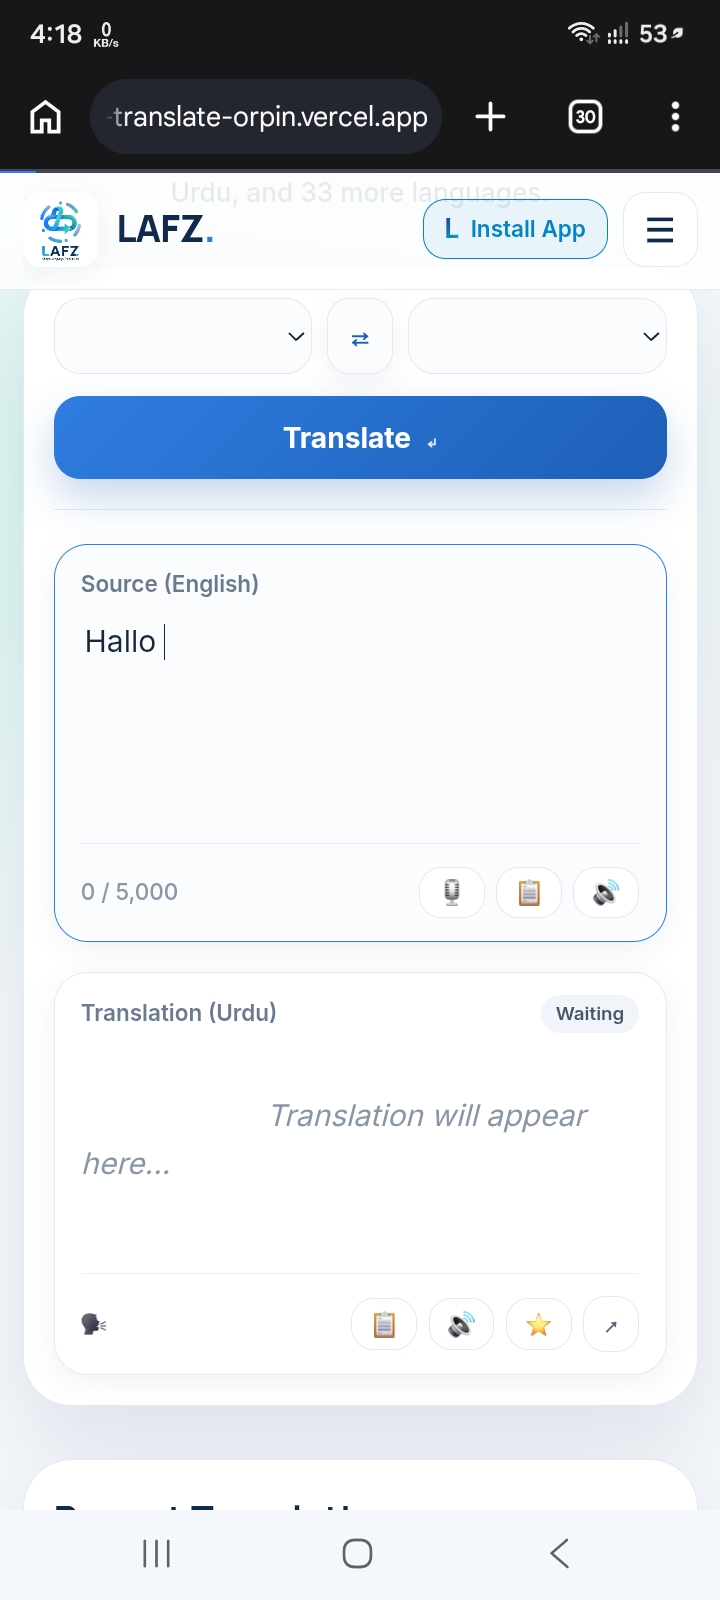 4:18 0 KB/s 53
translate-orpin.vercel.app 30
Urdu, and 33 more languages.
LAFZ
LAFZ.
L Install App
Translate
Source (English)
Hallo
0 / 5,000
Translation (Urdu)
Waiting
Translation will appear
here...